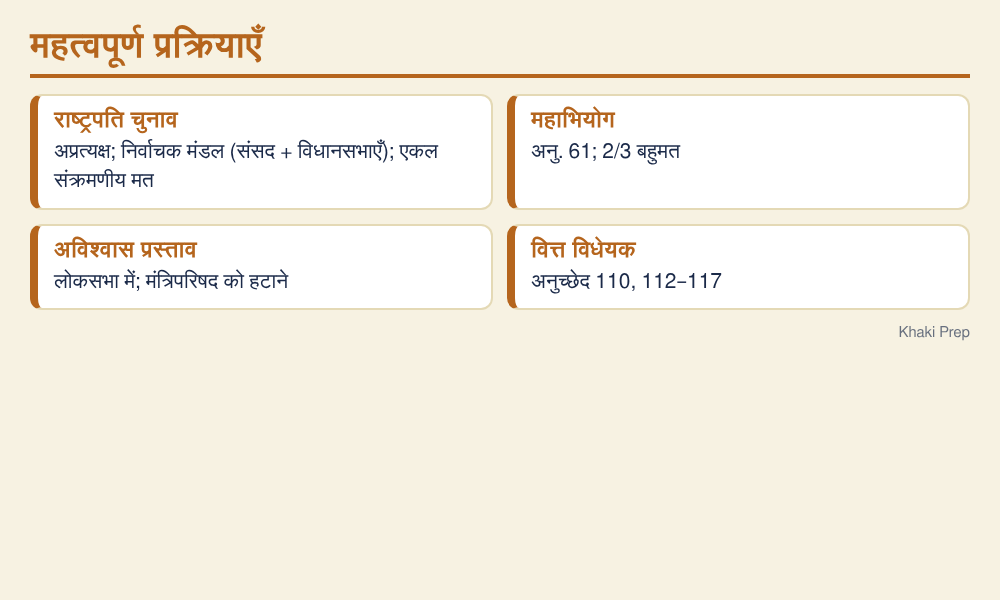 महत्वपूर्ण प्रक्रियाएँ
राष्ट्रपति चुनाव
अप्रत्यक्ष; निर्वाचक मंडल (संसद + विधानसभाएँ); एकल
संक्रमणीय मत
महाभियोग
अनु. 61; 2/3 बहुमत
अविश्वास प्रस्ताव
लोकसभा में; मंत्रिपरिषद को हटाने
वित्त विधेयक
अनुच्छेद 110, 112–117
Khaki Prep